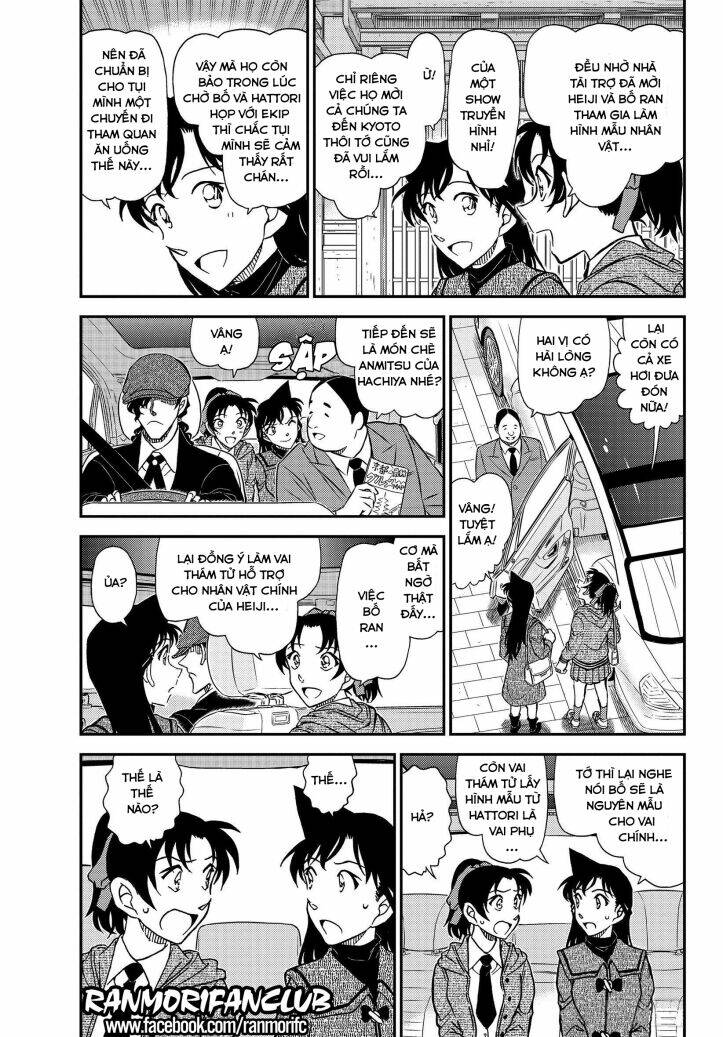 ĐỀU NHỜ NHÀ
TÀI TRỢ ĐÃ MỜI
HEIJI VÀ BỐ RAN
THAM GIA LÀM
HÌNH MẪU NHÂN
VẬT...
CỦA
MỘT
SHOW
TRUYỀN
HÌNH
NHỈ!
Ừ!
CHỈ RIÊNG
VIỆC HỌ MỜI
CẢ CHÚNG TA
ĐẾN KYOTO
THÔI TỚ CŨNG
ĐÃ VUI LẮM
RỒI...
VẬY MÀ HỌ CÒN
BẢO TRONG LÚC
CHỜ BỐ VÀ HATTORI
HỌP VỚI EKIP
THÌ CHẮC TỤI
MÌNH SẼ CẢM
THẤY RẤT
CHÁN...
NÊN ĐÃ
CHUẨN BỊ
CHO TỤI
MÌNH MỘT
CHUYẾN ĐI
THAM QUAN
ĂN UỐNG
THẾ NÀY...
LẠI
CÒN CÓ
CẢ XE
HƠI ĐƯA
ĐÓN
NỮA!
HAI VỊ CÓ
HÀI LÒNG
KHÔNG Ạ?
VÂNG!
TUYỆT
LẮM Ạ!
TIẾP ĐẾN SẼ
LÀ MÓN CHÈ
ANMITSU CỦA
HACHIYA NHÉ?
SẬP
VÂNG
Ạ!
CƠ MÀ
BẤT
NGỜ
THẬT
ĐẤY...
VIỆC
BỐ RAN
...
LẠI ĐỒNG Ý LÀM VAI
THÁM TỬ HỖ TRỢ
CHO NHÂN VẬT CHÍNH
CỦA HEIJI...
ỦA?
TỚ THÌ LẠI NGHE
NÓI BỐ SẼ LÀ
NGUYÊN MẪU
CHO VAI
CHÍNH...
CÒN VAI
THÁM TỬ LẤY
HÌNH MẪU TỪ
HATTORI LÀ
VAI PHỤ
...
HẢ?
THẾ...
THẾ LÀ
THẾ
NÀO?
RANMORIFANCLUB
www.facebook.com/ranmorifc